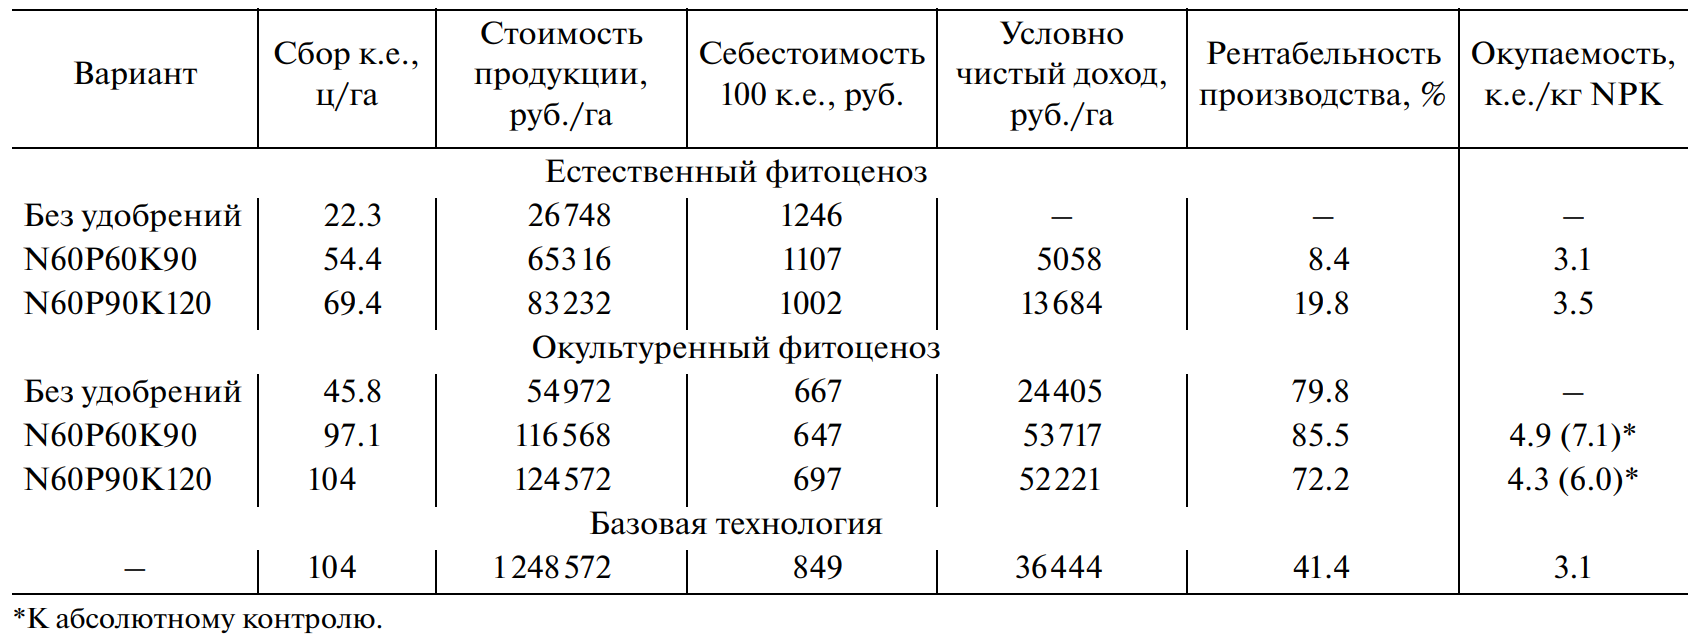 Вариант Сбор к.е., ц/га Стоимость продукции, руб./га Себестоимость 100 к.е., руб. Условно чистый доход, руб./га Рентабельность производства, % Окупаемость, к.е./кг NPK
Естественный фитоценоз
Без удобрений 22.3 26748 1246 – – –
N60P60K90 54.4 65316 1107 5058 8.4 3.1
N60P90K120 69.4 83232 1002 13684 19.8 3.5
Окультуренный фитоценоз
Без удобрений 45.8 54972 667 24405 79.8 –
N60P60K90 97.1 116568 647 53717 85.5 4.9 (7.1)*
N60P90K120 104 124572 697 52221 72.2 4.3 (6.0)*
Базовая технология
– 104 1248572 849 36444 41.4 3.1
*К абсолютному контролю.